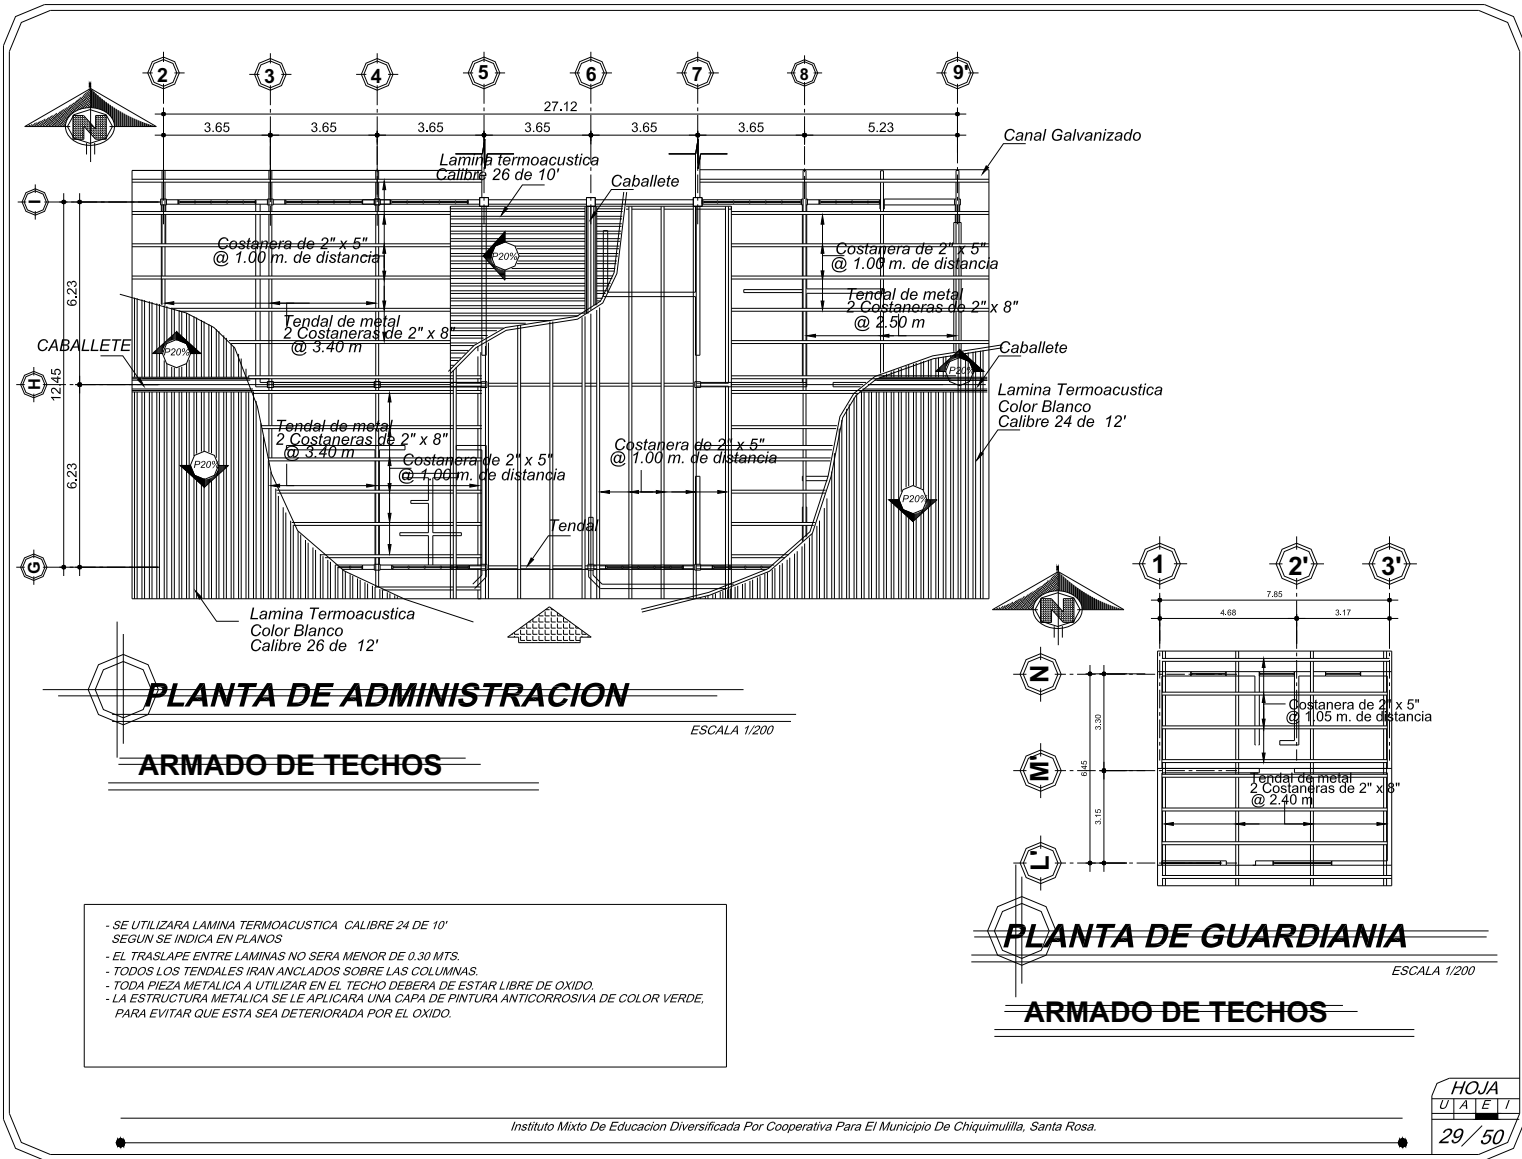 2
3
4
5
6
7
8
9'
27.12
3.65
3.65
3.65
3.65
3.65
3.65
5.23
N
Canal Galvanizado
Lamina termoacustica
Calibre 26 de 10'
Caballete
I
Costanera de 2" x 5"
@ 1.00 m. de distancia
P20%
Costanera de 2" x 5"
@ 1.00 m. de distancia
6.23
Tendal de metal
2 Costaneras de 2" x 8"
@ 3.40 m
Tendal de metal
2 Costaneras de 2" x 8"
@ 2.50 m
CABALLETE
P20%
Caballete
P20%
H
12.45
Lamina Termoacustica
Color Blanco
Calibre 24 de 12'
Tendal de metal
2 Costaneras de 2" x 8"
@ 3.40 m
Costanera de 2" x 5"
@ 1.00 m. de distancia
Costanera de 2" x 5"
@ 1.00 m. de distancia
6.23
P20%
P20%
Tendal
G
Lamina Termoacustica
Color Blanco
Calibre 26 de 12'
PLANTA DE ADMINISTRACION
ESCALA 1/200
ARMADO DE TECHOS
1
2'
3'
7.85
4.68
3.17
N
N
Costanera de 2" x 5"
@ 1.05 m. de distancia
3.30
M'
6.45
Tendal de metal
2 Costaneras de 2" x 8"
@ 2.40 m
3.15
L'
PLANTA DE GUARDIANIA
ESCALA 1/200
ARMADO DE TECHOS
- SE UTILIZARA LAMINA TERMOACUSTICA CALIBRE 24 DE 10'
SEGUN SE INDICA EN PLANOS
- EL TRASLAPE ENTRE LAMINAS NO SERA MENOR DE 0.30 MTS.
- TODOS LOS TENDALES IRAN ANCLADOS SOBRE LAS COLUMNAS.
- TODA PIEZA METALICA A UTILIZAR EN EL TECHO DEBERA DE ESTAR LIBRE DE OXIDO.
- LA ESTRUCTURA METALICA SE LE APLICARA UNA CAPA DE PINTURA ANTICORROSIVA DE COLOR VERDE,
PARA EVITAR QUE ESTA SEA DETERIORADA POR EL OXIDO.
Instituto Mixto De Educacion Diversificada Por Cooperativa Para El Municipio De Chiquimulilla, Santa Rosa.
HOJA
U A E I
29/50